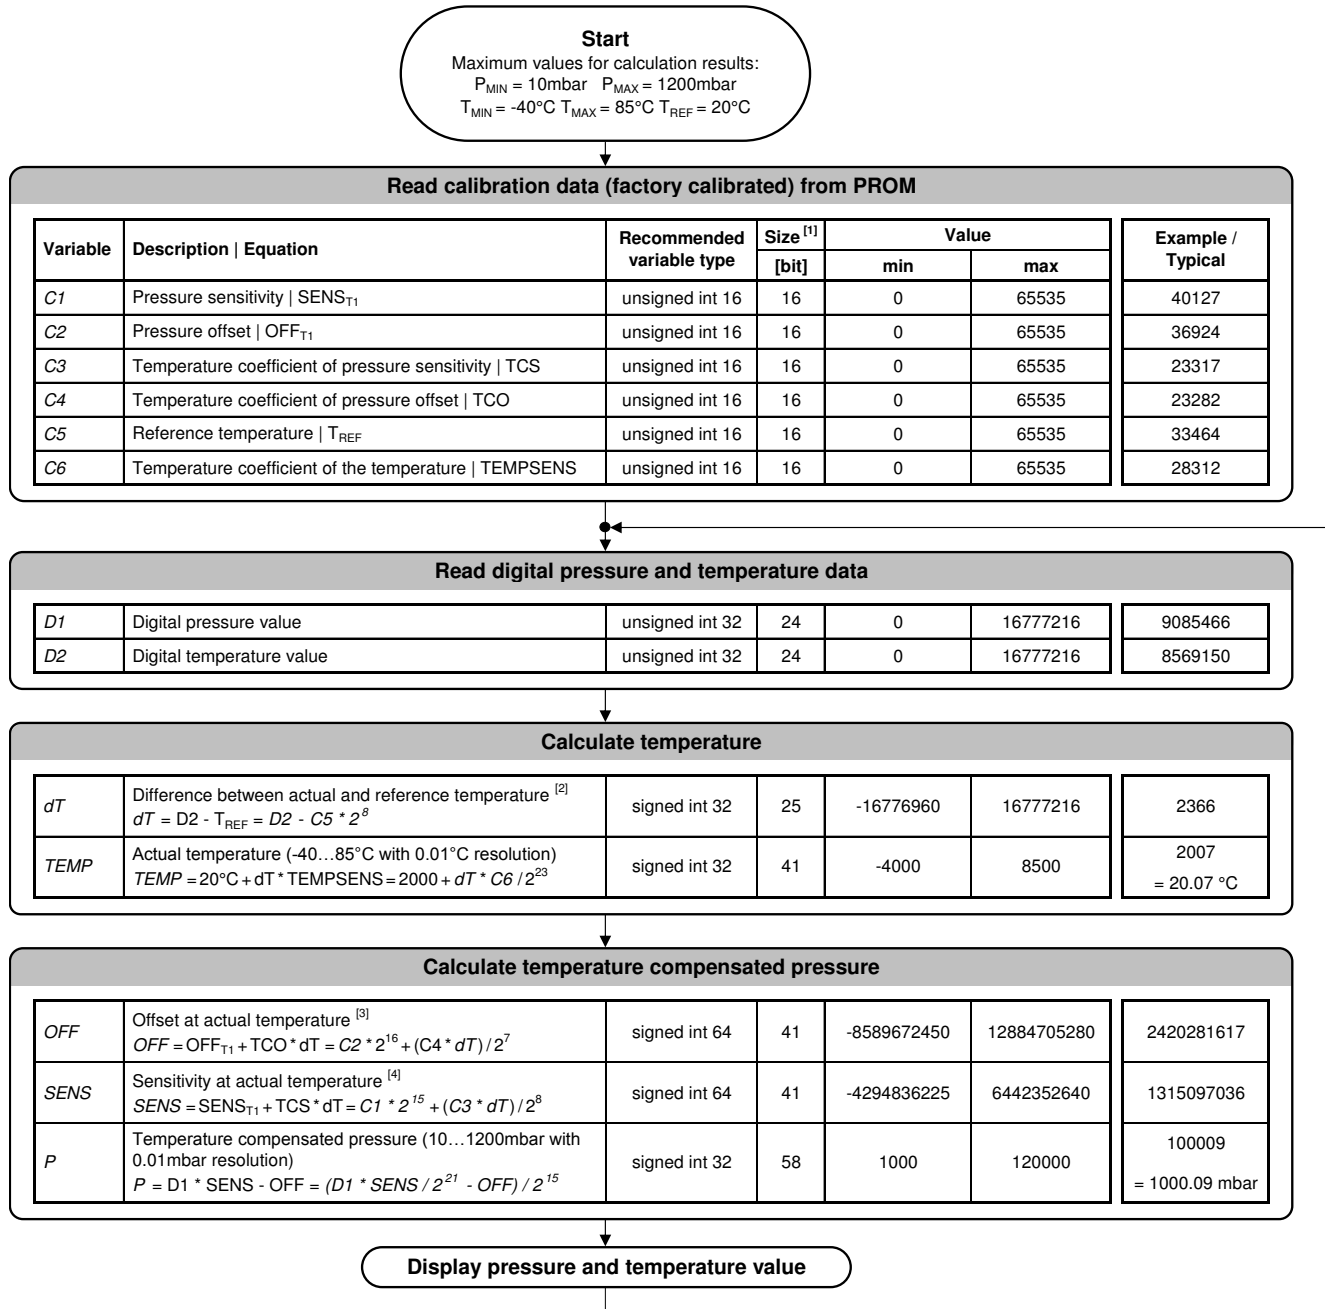 Start
Maximum values for calculation results:
P_MIN = 10mbar P_MAX = 1200mbar
T_MIN = -40°C T_MAX = 85°C T_REF = 20°C
Read calibration data (factory calibrated) from PROM
Variable | Description | Equation | Recommended variable type | Size [1] [bit] | Value min | max | Example / Typical
C1 | Pressure sensitivity | SENS_T1 | unsigned int 16 | 16 | 0 | 65535 | 40127
C2 | Pressure offset | OFF_T1 | unsigned int 16 | 16 | 0 | 65535 | 36924
C3 | Temperature coefficient of pressure sensitivity | TCS | unsigned int 16 | 16 | 0 | 65535 | 23317
C4 | Temperature coefficient of pressure offset | TCO | unsigned int 16 | 16 | 0 | 65535 | 23282
C5 | Reference temperature | T_REF | unsigned int 16 | 16 | 0 | 65535 | 33464
C6 | Temperature coefficient of the temperature | TEMPSENS | unsigned int 16 | 16 | 0 | 65535 | 28312
Read digital pressure and temperature data
D1 | Digital pressure value | unsigned int 32 | 24 | 0 | 16777216 | 9085466
D2 | Digital temperature value | unsigned int 32 | 24 | 0 | 16777216 | 8569150
Calculate temperature
dT | Difference between actual and reference temperature [2]
dT = D2 - T_REF = D2 - C5 * 2^8 | signed int 32 | 25 | -16776960 | 16777216 | 2366
TEMP | Actual temperature (-40…85°C with 0.01°C resolution)
TEMP = 20°C + dT * TEMPSENS = 2000 + dT * C6 / 2^23 | signed int 32 | 41 | -4000 | 8500 | 2007
= 20.07 °C
Calculate temperature compensated pressure
OFF | Offset at actual temperature [3]
OFF = OFF_T1 + TCO * dT = C2 * 2^16 + (C4 * dT) / 2^7 | signed int 64 | 41 | -8589672450 | 12884705280 | 2420281617
SENS | Sensitivity at actual temperature [4]
SENS = SENS_T1 + TCS * dT = C1 * 2^15 + (C3 * dT) / 2^8 | signed int 64 | 41 | -4294836225 | 6442352640 | 1315097036
P | Temperature compensated pressure (10…1200mbar with
0.01mbar resolution)
P = D1 * SENS - OFF = (D1 * SENS / 2^21 - OFF) / 2^15 | signed int 32 | 58 | 1000 | 120000 | 100009
= 1000.09 mbar
Display pressure and temperature value